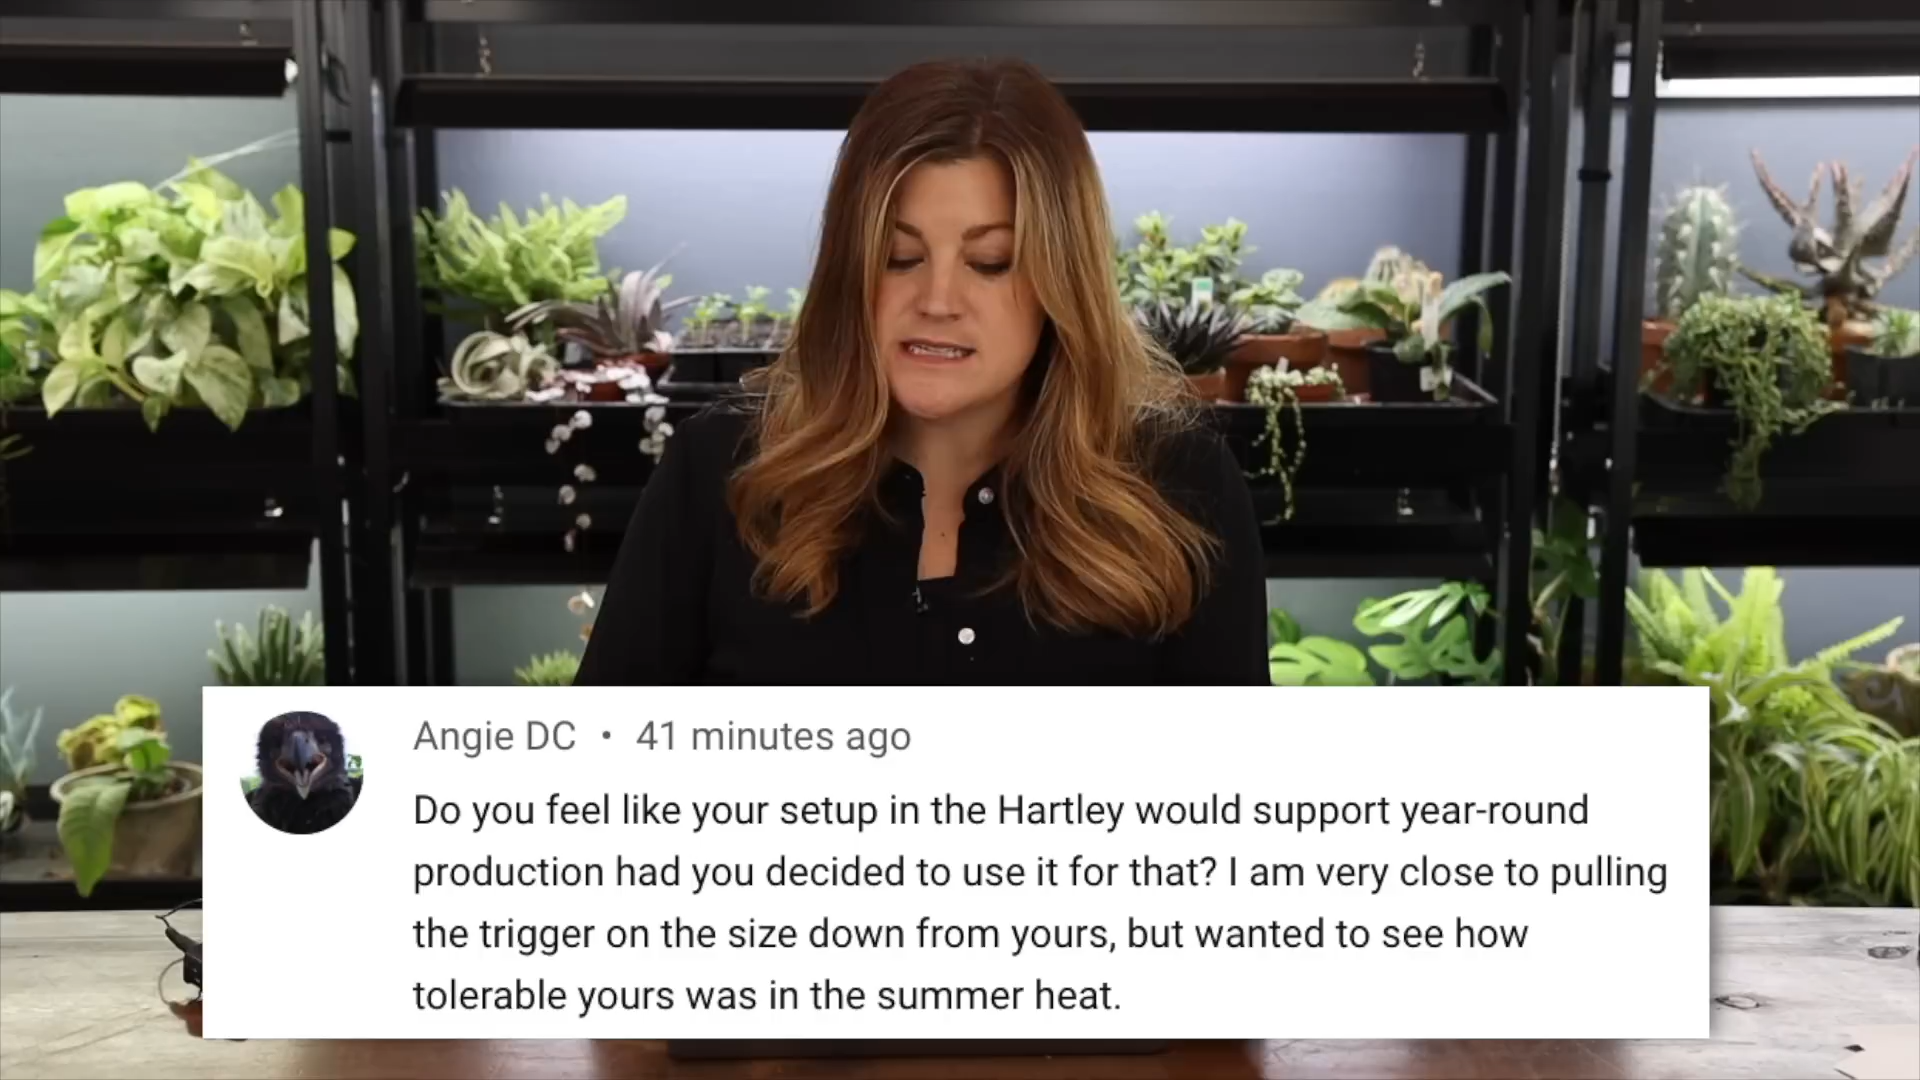 Angie DC • 41 minutes ago
Do you feel like your setup in the Hartley would support year-round
production had you decided to use it for that? I am very close to pulling
the trigger on the size down from yours, but wanted to see how
tolerable yours was in the summer heat.